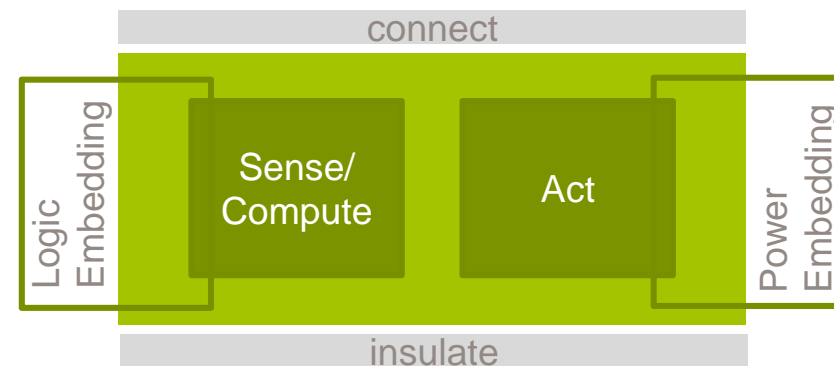 connect
Logic
Embedding
Sense/
Compute
Act
Power
Embedding
insulate